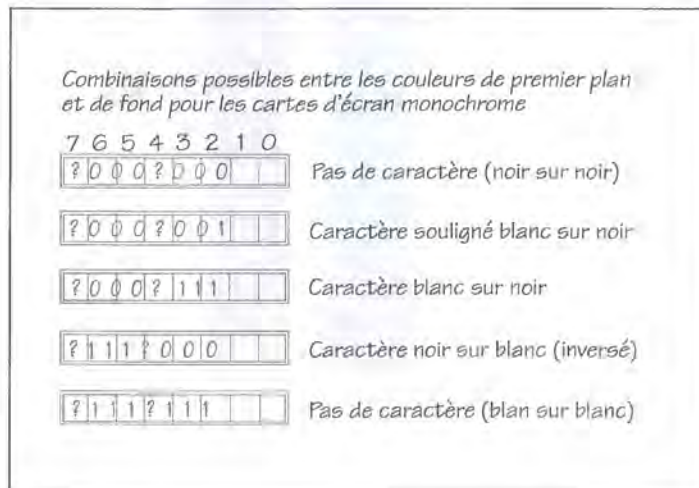 Combinaisons possibles entre les couleurs de premier plan
et de fond pour les cartes d'écran monochrome
7 6 5 4 3 2 1 0
? 0 0 0 ? 0 0 0 Pas de caractère (noir sur noir)
? 0 0 0 ? 0 0 1 Caractère souligné blanc sur noir
? 0 0 0 ? 1 1 1 Caractère blanc sur noir
? 1 1 1 ? 0 0 0 Caractère noir sur blanc (inversé)
? 1 1 1 ? 1 1 1 Pas de caractère (blan sur blanc)